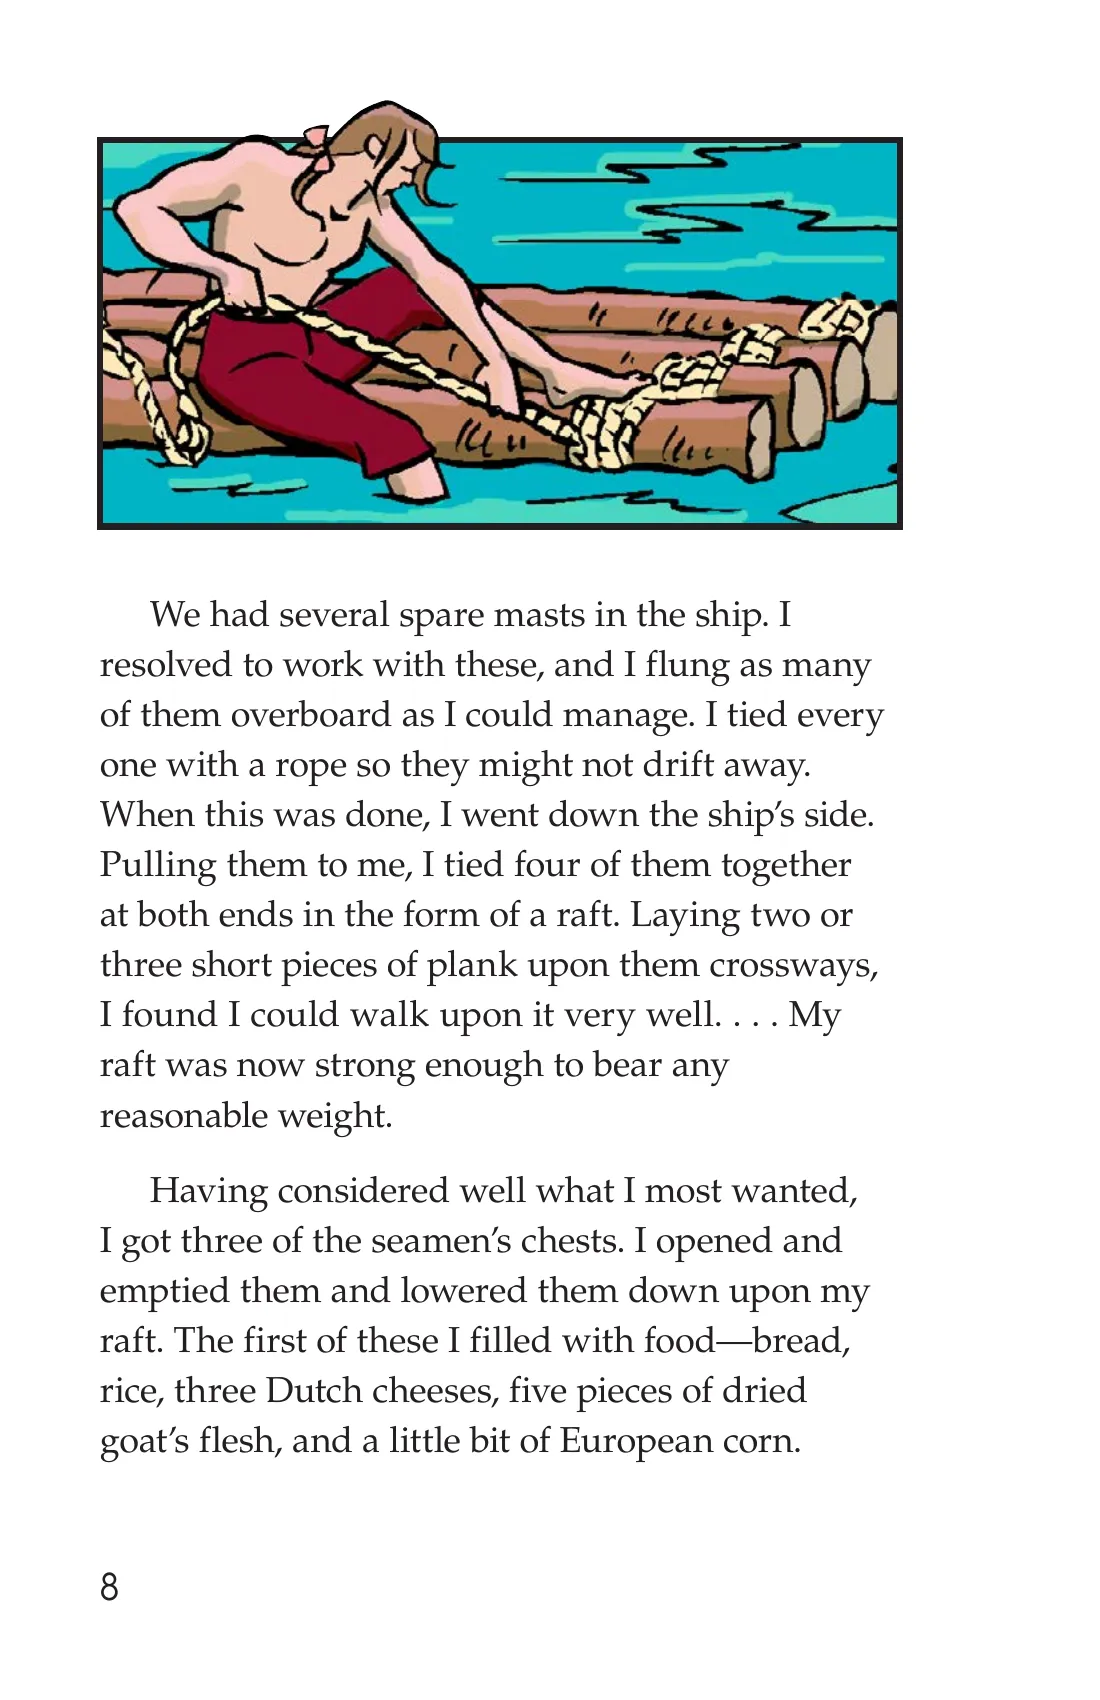 We had several spare masts in the ship. I
resolved to work with these, and I flung as many
of them overboard as I could manage. I tied every
one with a rope so they might not drift away.
When this was done, I went down the ship’s side.
Pulling them to me, I tied four of them together
at both ends in the form of a raft. Laying two or
three short pieces of plank upon them crossways,
I found I could walk upon it very well. . . . My
raft was now strong enough to bear any
reasonable weight.
Having considered well what I most wanted,
I got three of the seamen’s chests. I opened and
emptied them and lowered them down upon my
raft. The first of these I filled with food—bread,
rice, three Dutch cheeses, five pieces of dried
goat’s flesh, and a little bit of European corn.
8